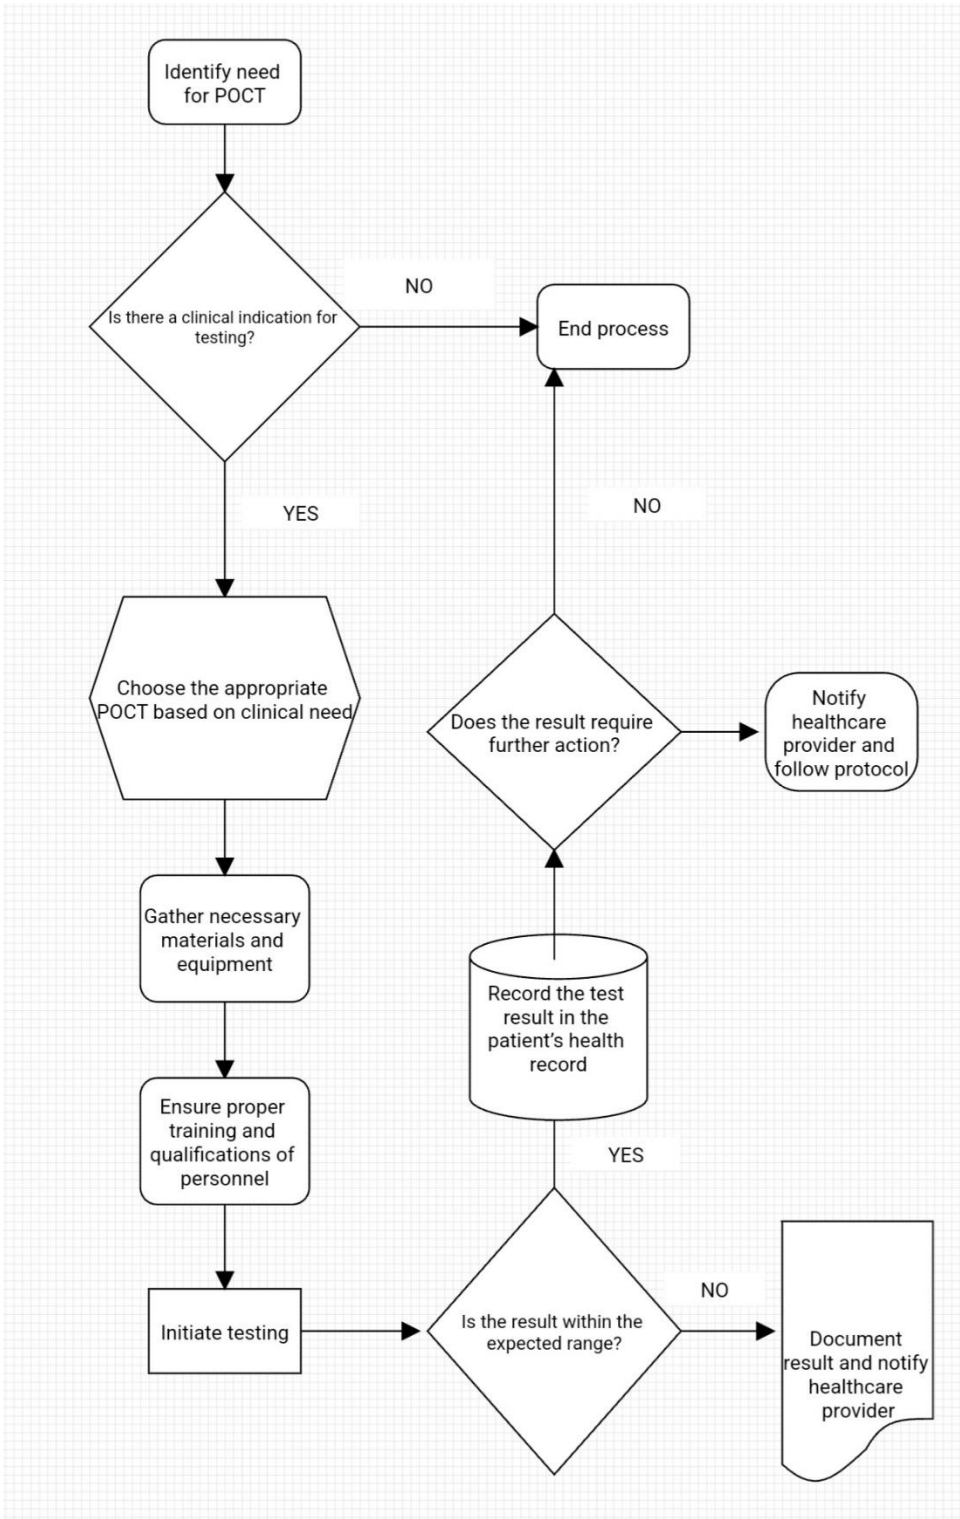 Identify need
for POCT
Is there a clinical indication for
testing?
NO
End process
YES
NO
Choose the appropriate
POCT based on clinical need
Does the result require
further action?
Notify
healthcare
provider and
follow protocol
Gather necessary
materials and
equipment
Record the test
result in the
patient’s health
record
Ensure proper
training and
qualifications of
personnel
YES
Initiate testing
Is the result within the
expected range?
NO
Document
result and notify
healthcare
provider